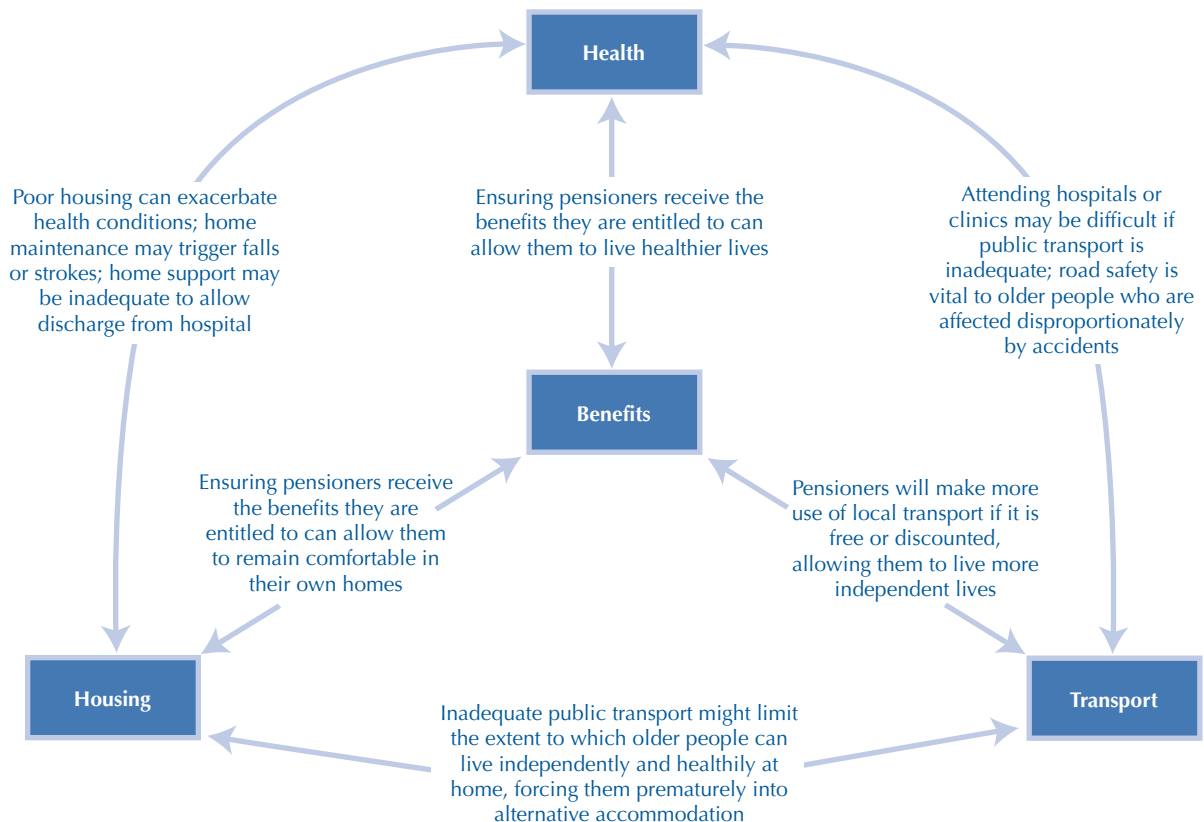 Health
Poor housing can exacerbate
health conditions; home
maintenance may trigger falls
or strokes; home support may
be inadequate to allow
discharge from hospital
Ensuring pensioners receive the
benefits they are entitled to can
allow them to live healthier lives
Attending hospitals or
clinics may be difficult if
public transport is
inadequate; road safety is
vital to older people who are
affected disproportionately
by accidents
Benefits
Ensuring pensioners receive
the benefits they are
entitled to can allow them
to remain comfortable in
their own homes
Pensioners will make more
use of local transport if it is
free or discounted,
allowing them to live more
independent lives
Housing
Transport
Inadequate public transport might limit
the extent to which older people can
live independently and healthily at
home, forcing them prematurely into
alternative accommodation